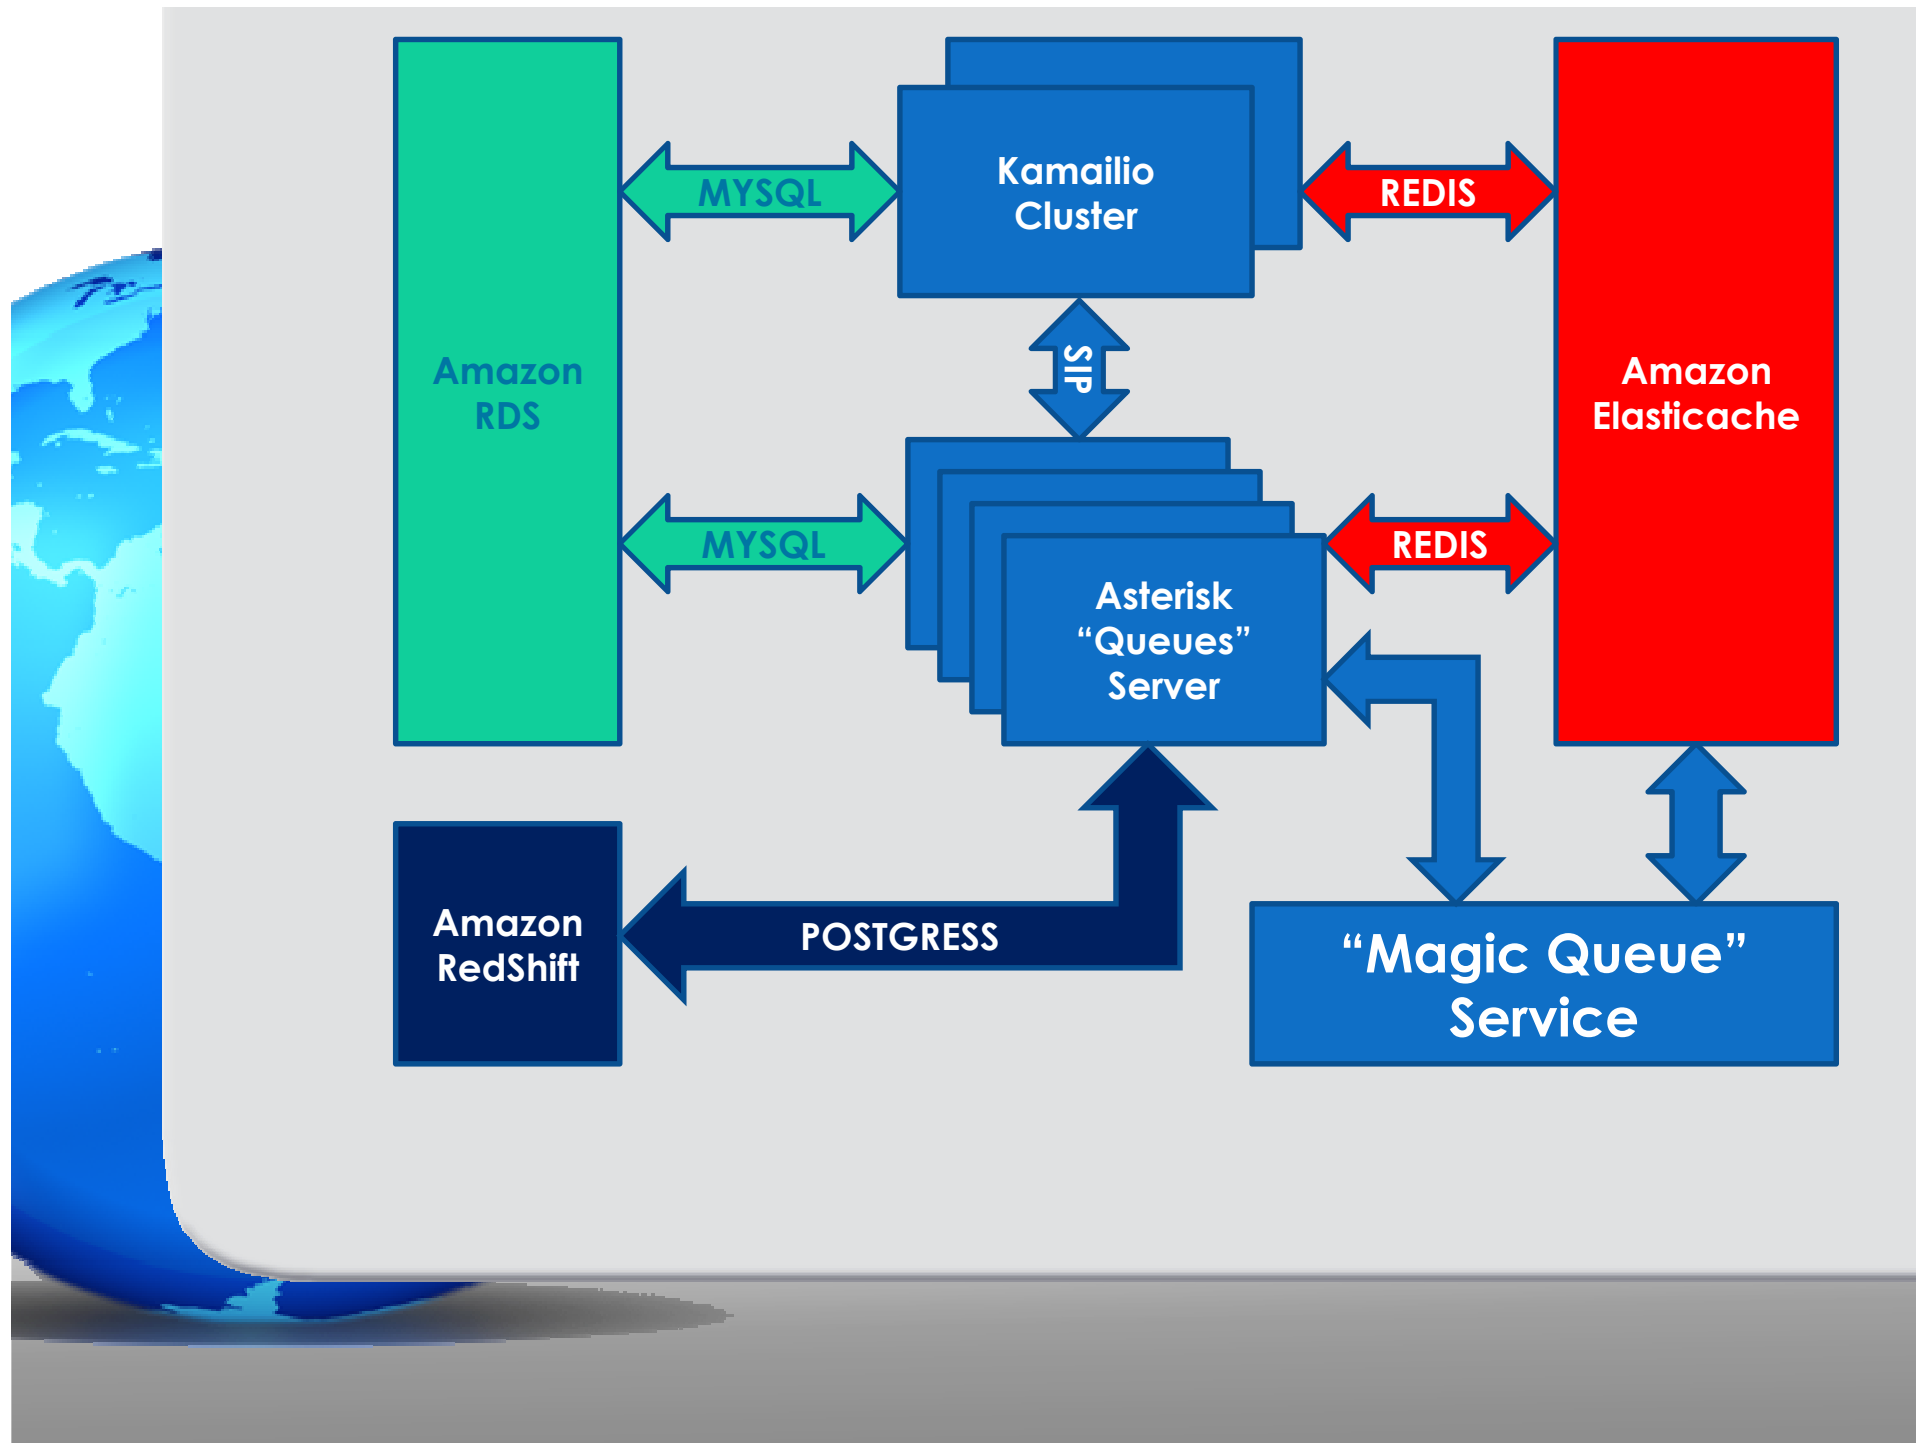 Kamailio
Cluster
MYSQL
REDIS
SIP
Amazon
RDS
Amazon
Elasticache
MYSQL
REDIS
Asterisk
“Queues”
Server
Amazon
RedShift
POSTGRESS
“Magic Queue”
Service